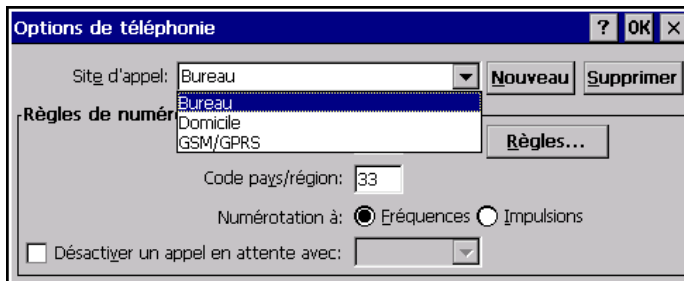 Options de téléphonie ? OK ×
Site d'appel: Bureau Nouveau Supprimer
Bureau
Règles de numér
Domicile
GSM/GPRS Règles...
Code pays/région: 33
Numérotation à: Fréquences Impulsions
Désactiver un appel en attente avec: